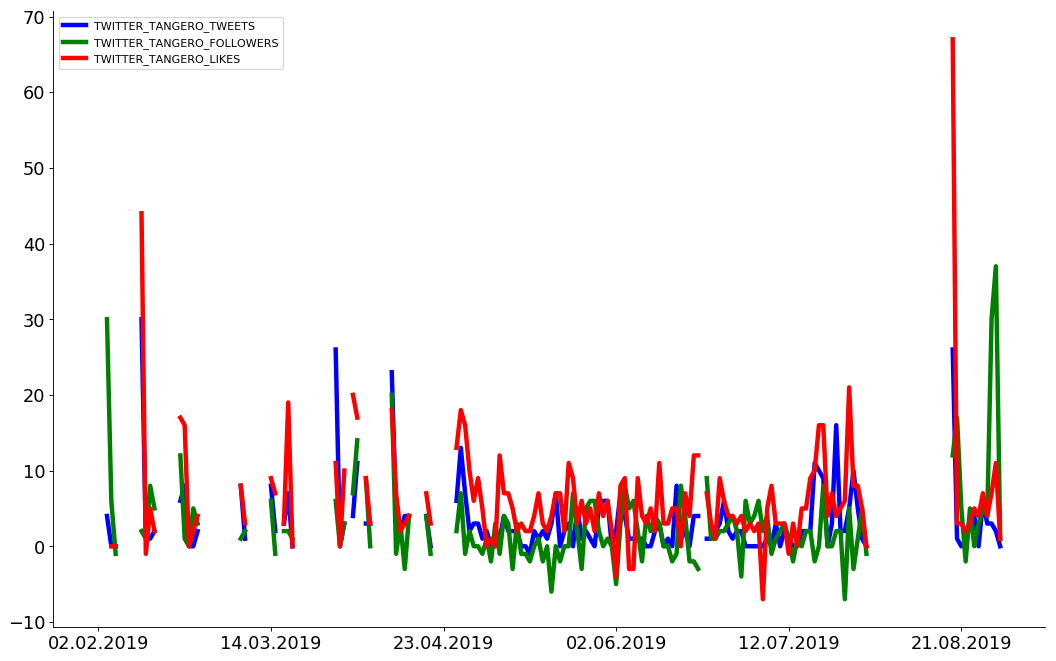 TWITTER_TANGERO_TWEETS
TWITTER_TANGERO_FOLLOWERS
TWITTER_TANGERO_LIKES
70
60
50
40
30
20
10
0
−10
02.02.2019 14.03.2019 23.04.2019 02.06.2019 12.07.2019 21.08.2019